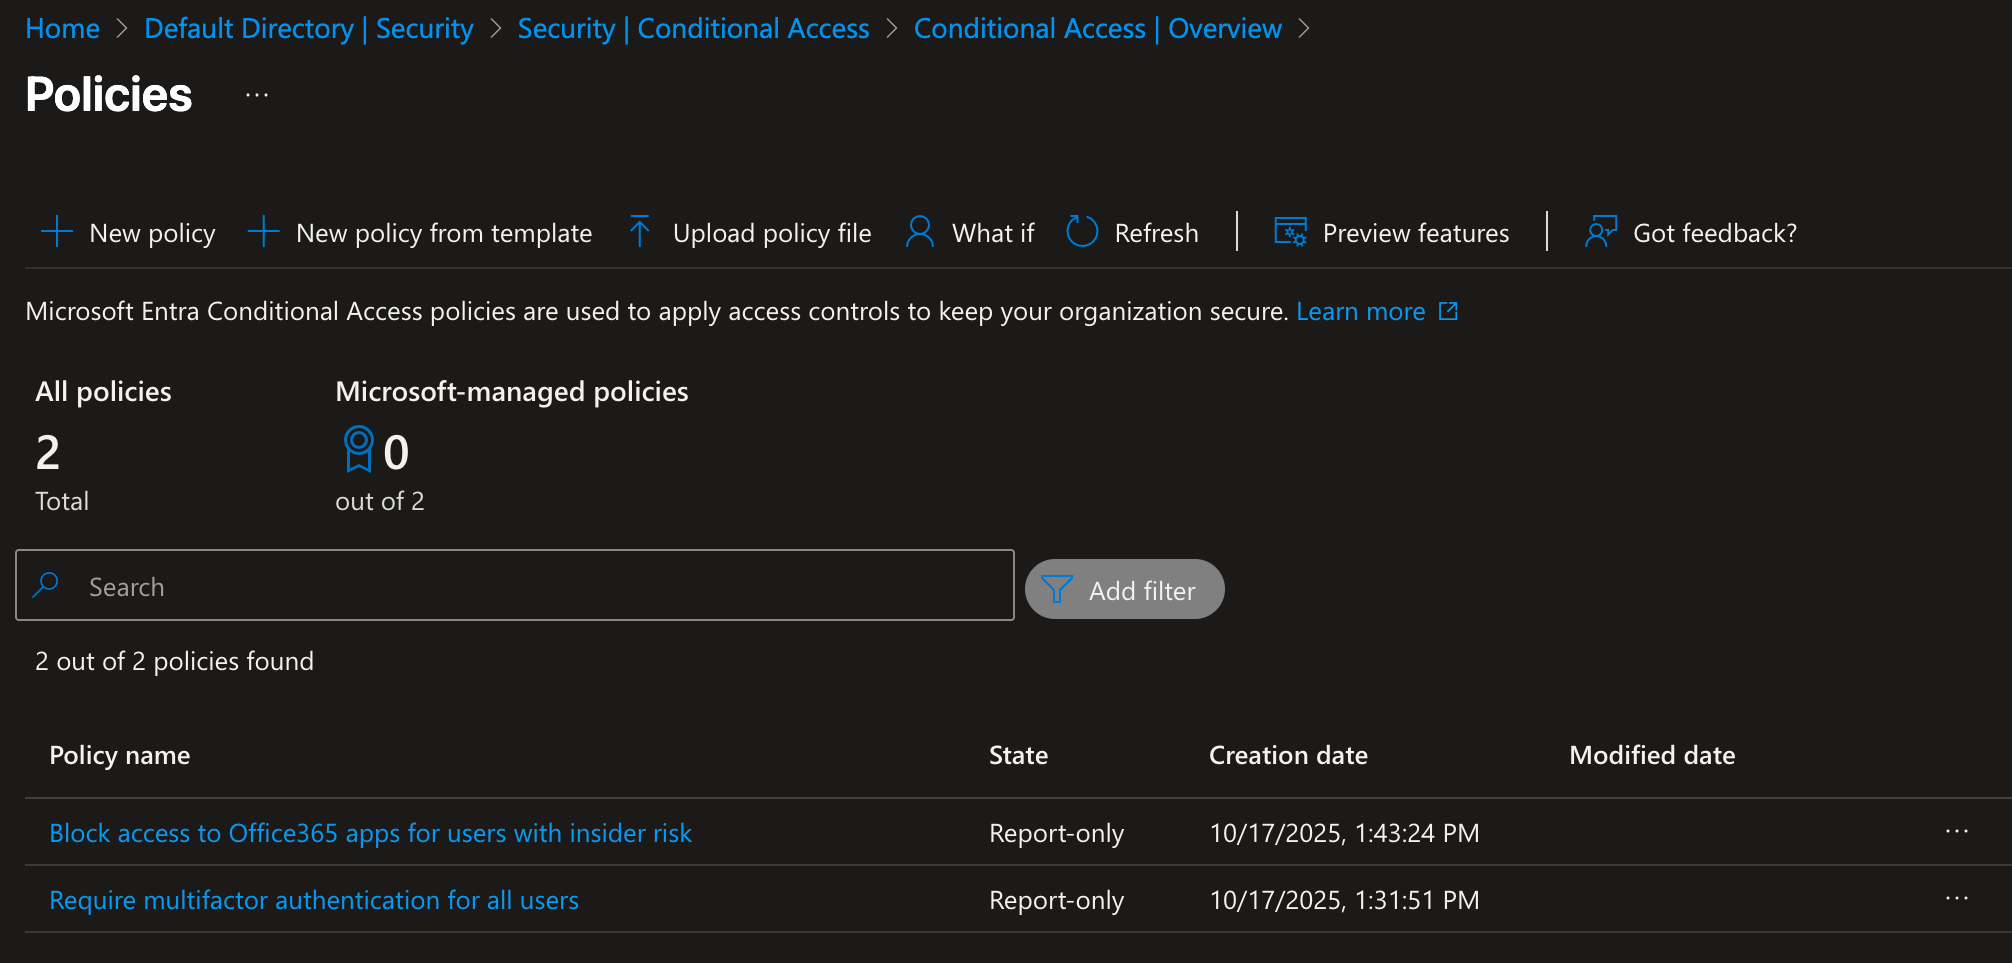 Home > Default Directory | Security > Security | Conditional Access > Conditional Access | Overview >
Policies ...
New policy New policy from template Upload policy file What if Refresh | Preview features | Got feedback?
Microsoft Entra Conditional Access policies are used to apply access controls to keep your organization secure. Learn more
All policies Microsoft-managed policies
2 0
Total out of 2
Search Add filter
2 out of 2 policies found
Policy name State Creation date Modified date
Block access to Office365 apps for users with insider risk Report-only 10/17/2025, 1:43:24 PM ...
Require multifactor authentication for all users Report-only 10/17/2025, 1:31:51 PM ...